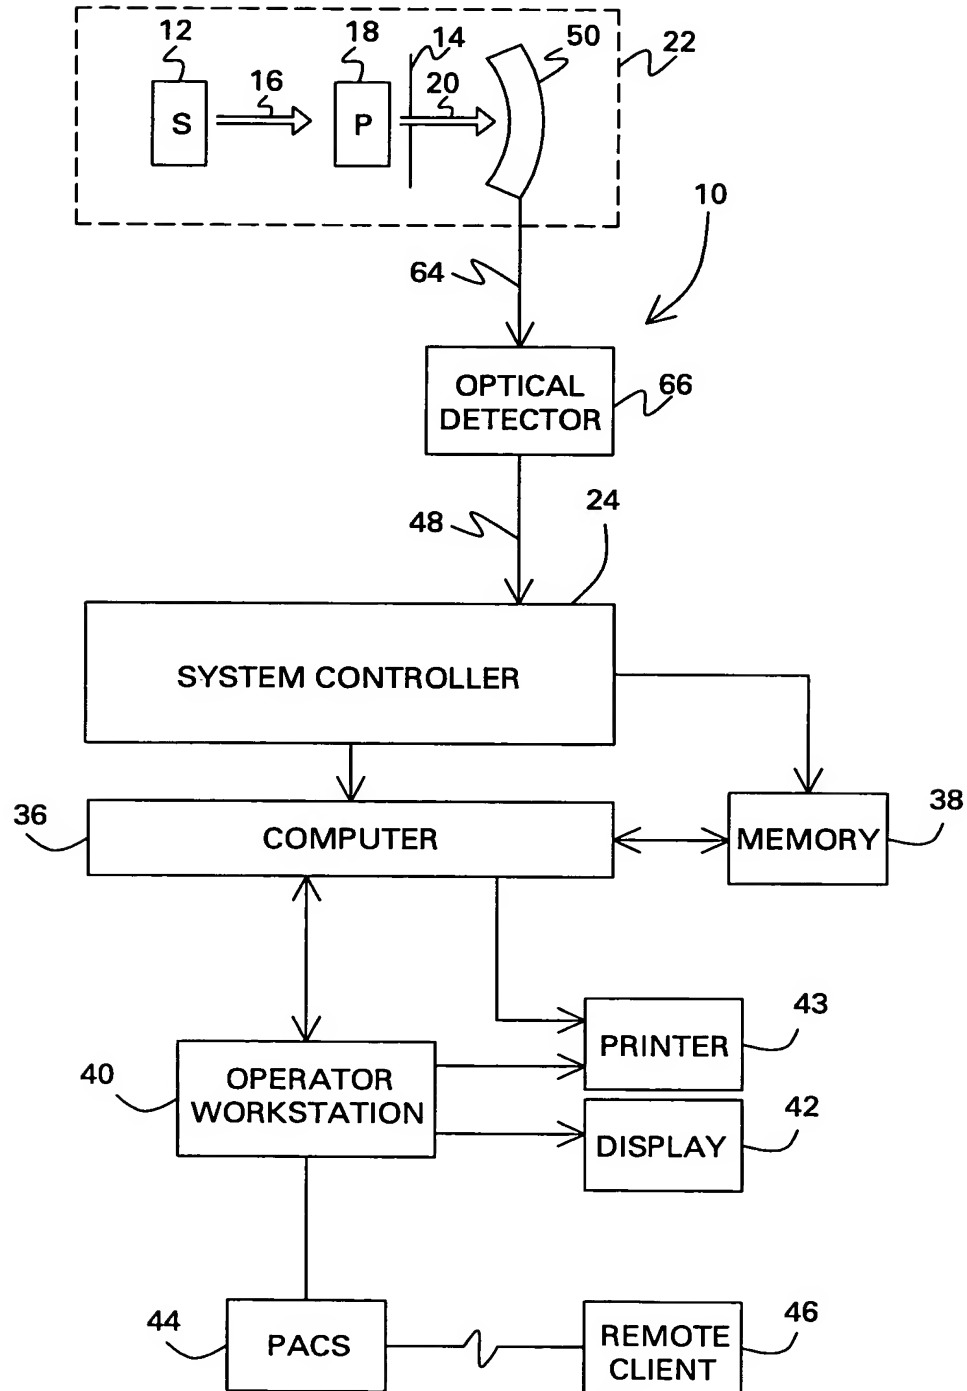 12
18
14
50
22
16
20
S
P
10
64
OPTICAL
DETECTOR
66
48
24
SYSTEM CONTROLLER
36
COMPUTER
MEMORY
38
43
PRINTER
40
OPERATOR
WORKSTATION
42
DISPLAY
44
PACS
46
REMOTE
CLIENT